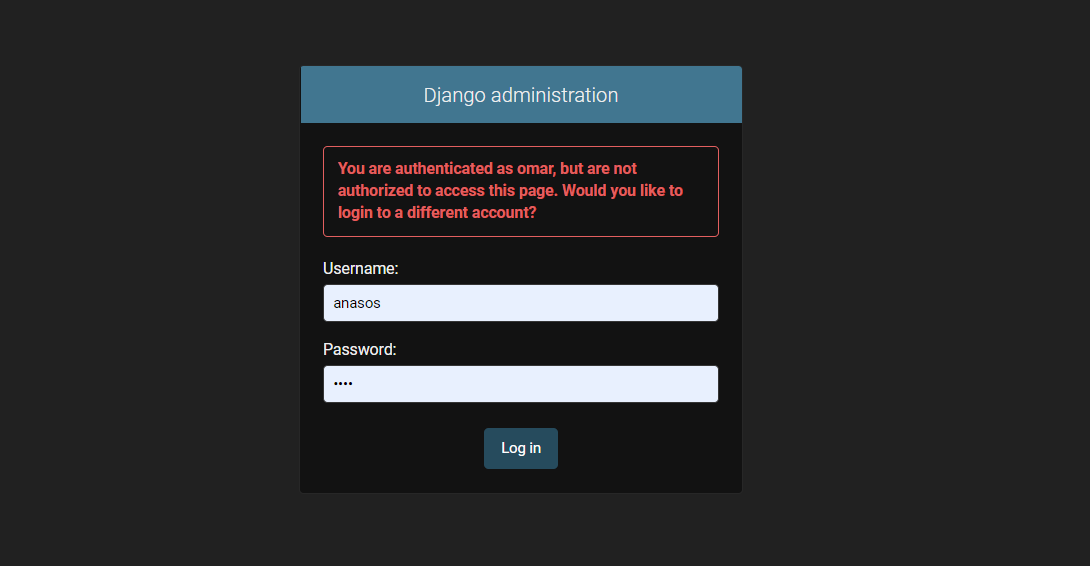 Django administration
You are authenticated as omar, but are not
authorized to access this page. Would you like to
login to a different account?
Username:
anasos
Password:
••••
Log in